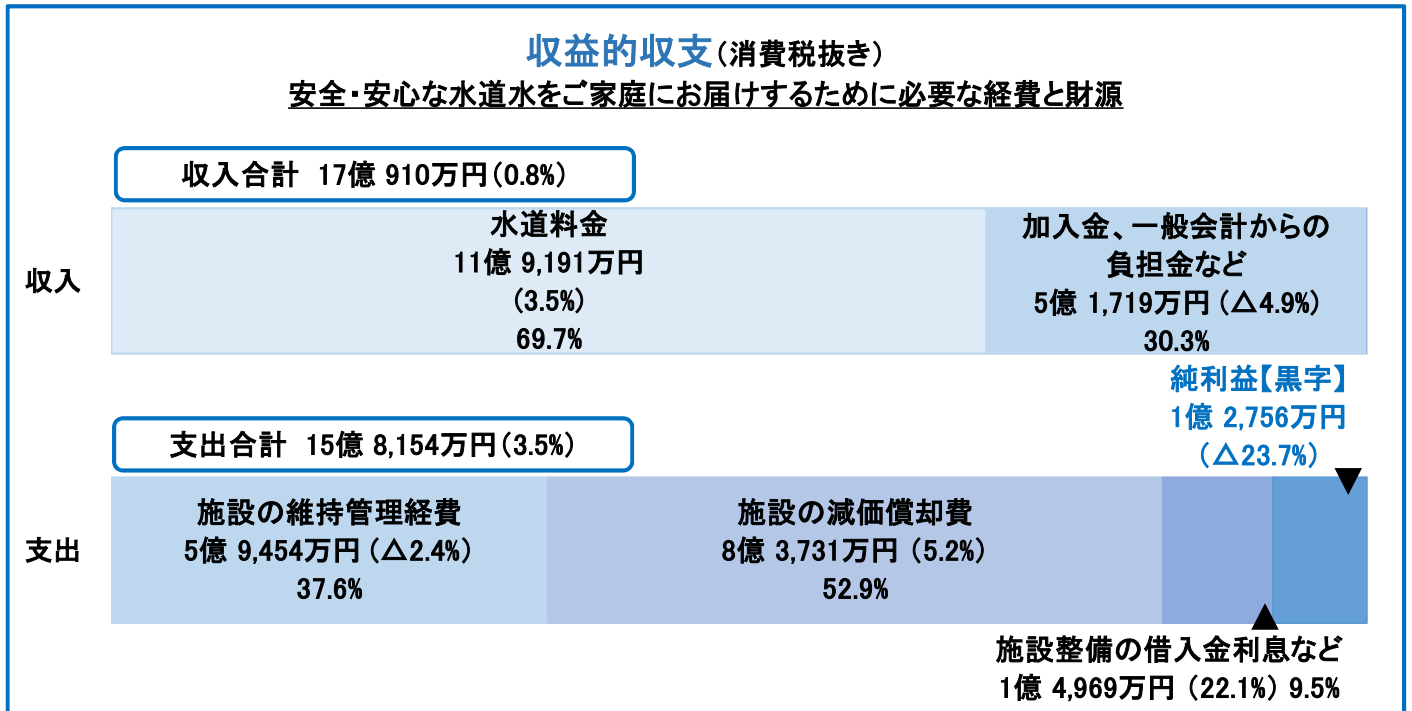 収益的収支(消費税抜き)
安全・安心な水道水をご家庭にお届けするために必要な経費と財源
収入合計 17億 910万円(0.8%)
収入
水道料金
11億 9,191万円
(3.5%)
69.7%
加入金、一般会計からの
負担金など
5億 1,719万円 (△4.9%)
30.3%
純利益【黒字】
1億 2,756万円
(△23.7%)
支出合計 15億 8,154万円(3.5%)
支出
施設の維持管理経費
5億 9,454万円 (△2.4%)
37.6%
施設の減価償却費
8億 3,731万円 (5.2%)
52.9%
施設整備の借入金利息など
1億 4,969万円 (22.1%) 9.5%